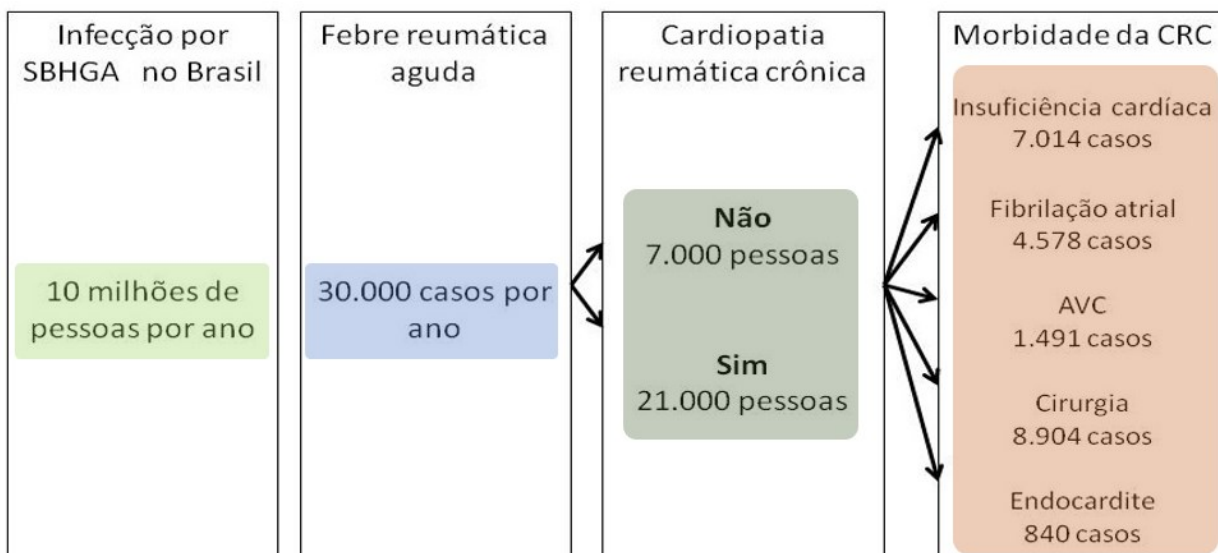 Infecção por
SBHGA no Brasil
10 milhões de
pessoas por ano
Febre reumática
aguda
30.000 casos por
ano
Cardiopatia
reumática crônica
Não
7.000 pessoas
Sim
21.000 pessoas
Morbidade da CRC
Insuficiência cardíaca
7.014 casos
Fibrilação atrial
4.578 casos
AVC
1.491 casos
Cirurgia
8.904 casos
Endocardite
840 casos